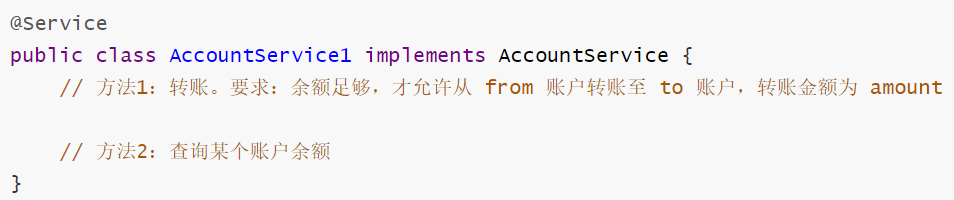 @Service
public class AccountService1 implements AccountService {
// 方法1：转账。要求：余额足够，才允许从 from 账户转账至 to 账户，转账金额为 amount
// 方法2：查询某个账户余额
}